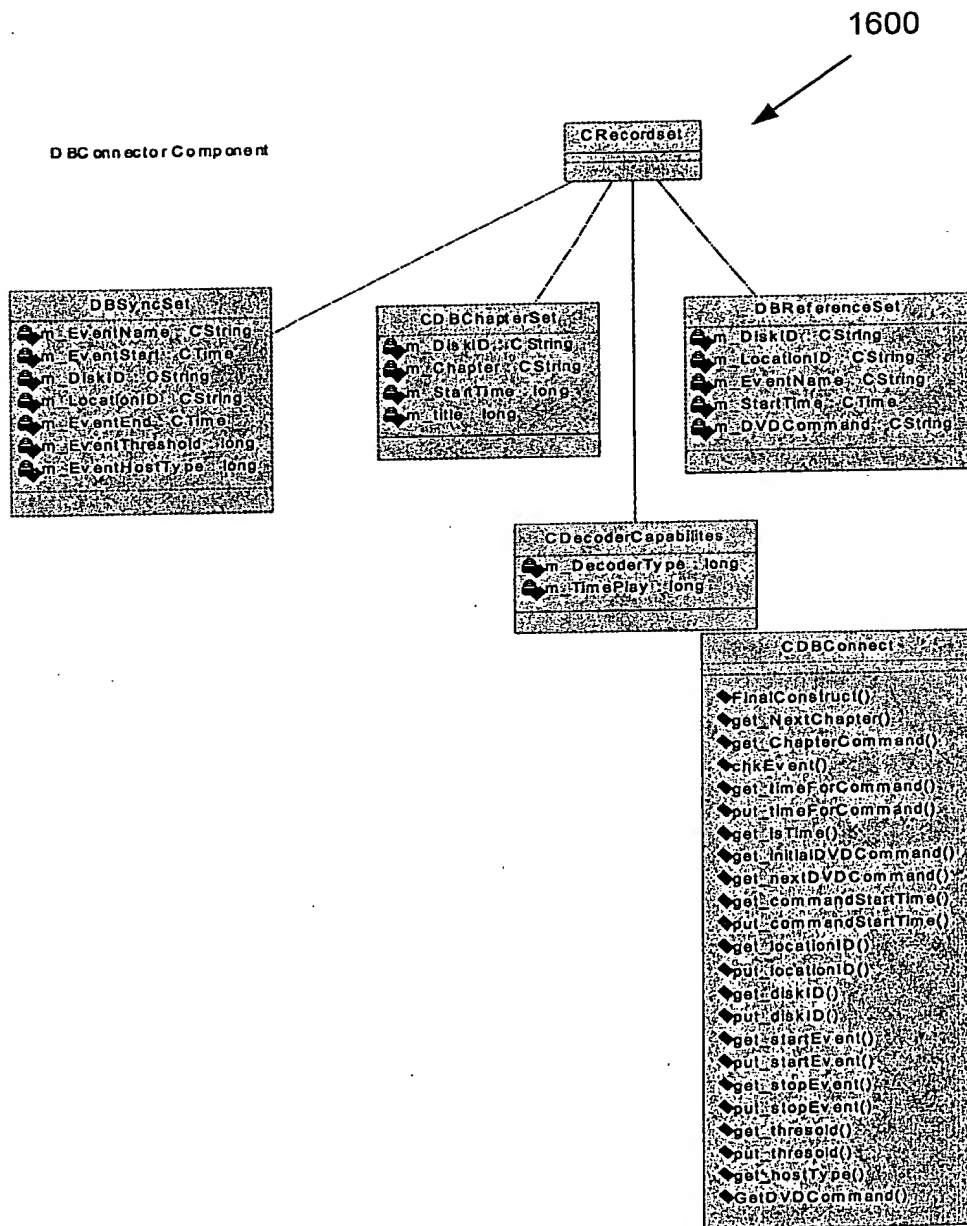 1600
DBConnector Component
CRecordset
DBSyncSet
m_EventName : CString
m_EventStart : CTime
m_DiskID : CString
m_LocationID : CString
m_EventEnd : CTime
m_EventThreshold : long
m_EventHostType : long
CDBChapterSet
m_DiskID : CString
m_Chapter : CString
m_StartTime : long
m_title : long
DBReferenceSet
m_DiskID : CString
m_LocationID : CString
m_EventName : CString
m_StartTime : CTime
m_DVDCommand : CString
CDecoderCapabilites
m_DecoderType : long
m_TimePlay : long
CDBConnect
FinalConstruct()
get_NextChapter()
get_ChapterCommand()
chkEvent()
get_timeForCommand()
put_timeForCommand()
get_isTime()
get_initialDVDCommand()
get_nextDVDCommand()
get_commandStartTime()
put_commandStartTime()
get_locationID()
put_locationID()
get_diskID()
put_diskID()
get_startEvent()
put_startEvent()
get_stopEvent()
put_stopEvent()
get_thresold()
put_thresold()
get_hostType()
GetDVDCommand()